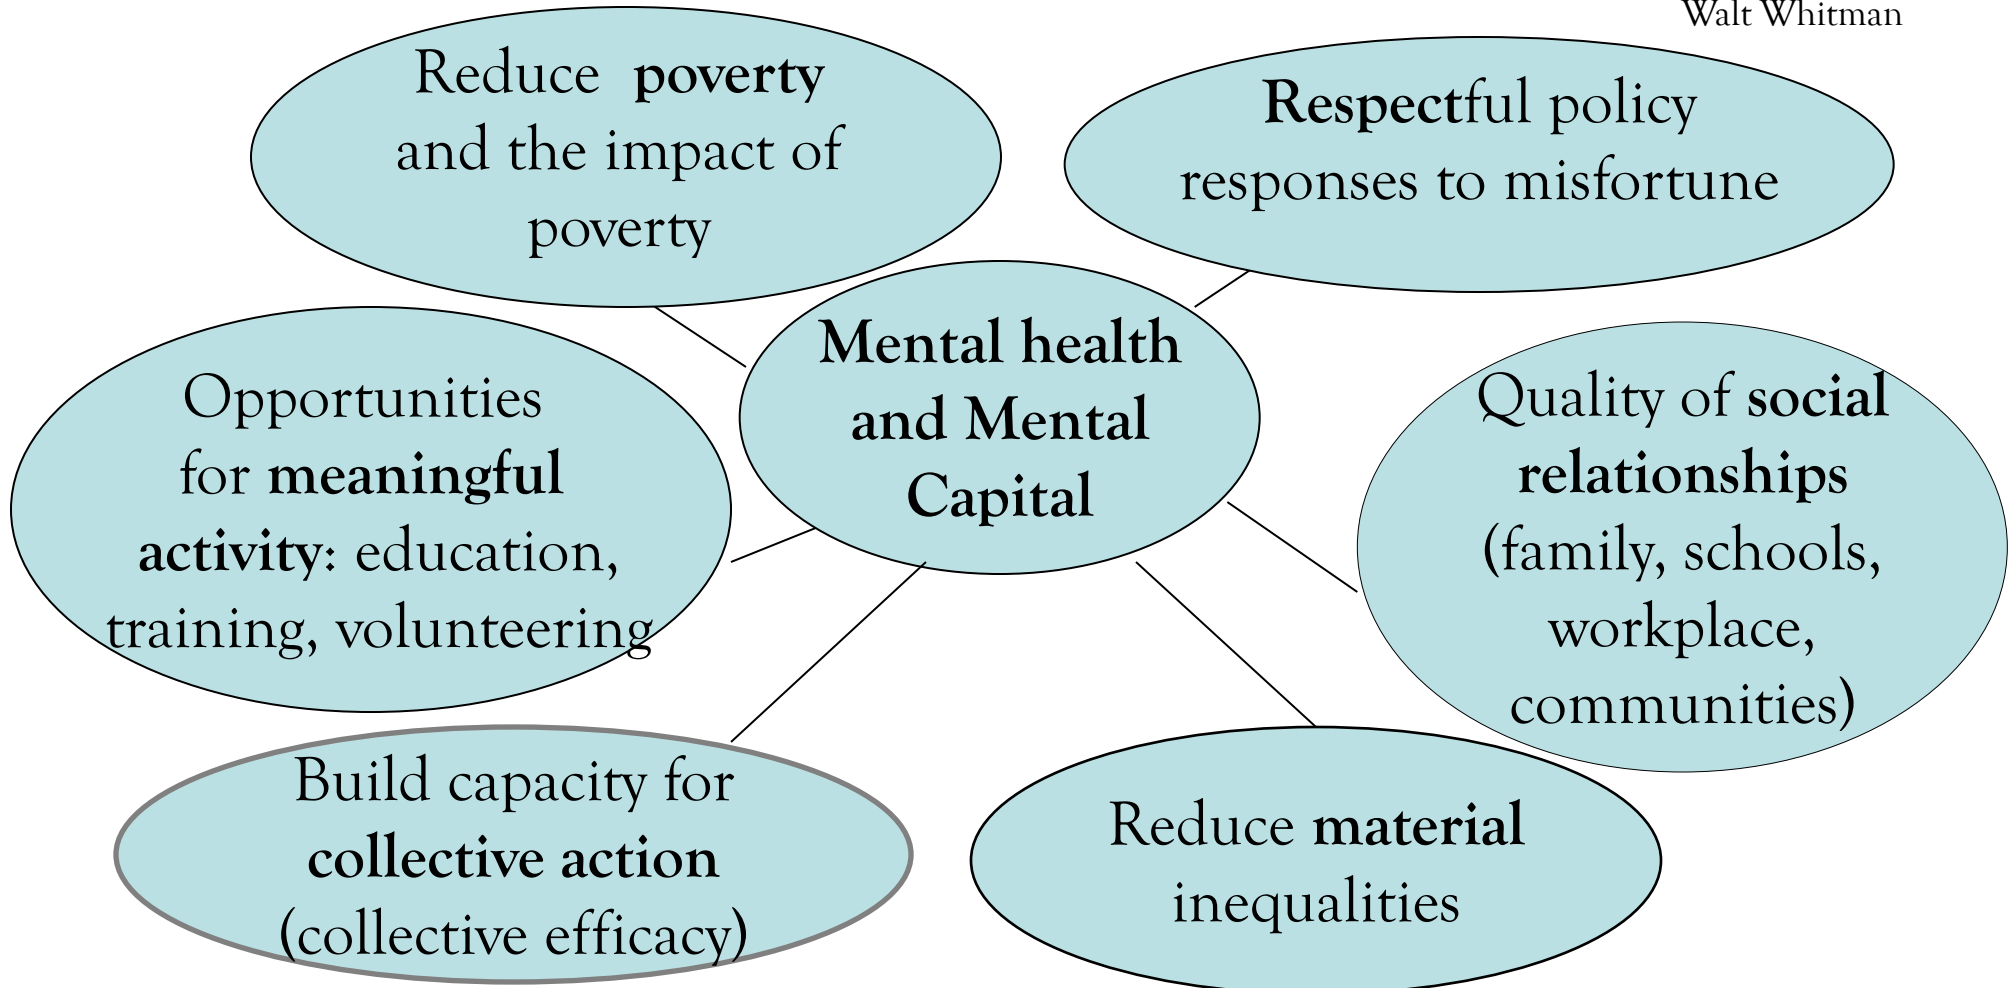 Walt Whitman
Reduce poverty
and the impact of
poverty
Respectful policy
responses to misfortune
Mental health
and Mental
Capital
Opportunities
for meaningful
activity: education,
training, volunteering
Quality of social
relationships
(family, schools,
workplace,
communities)
Build capacity for
collective action
(collective efficacy)
Reduce material
inequalities